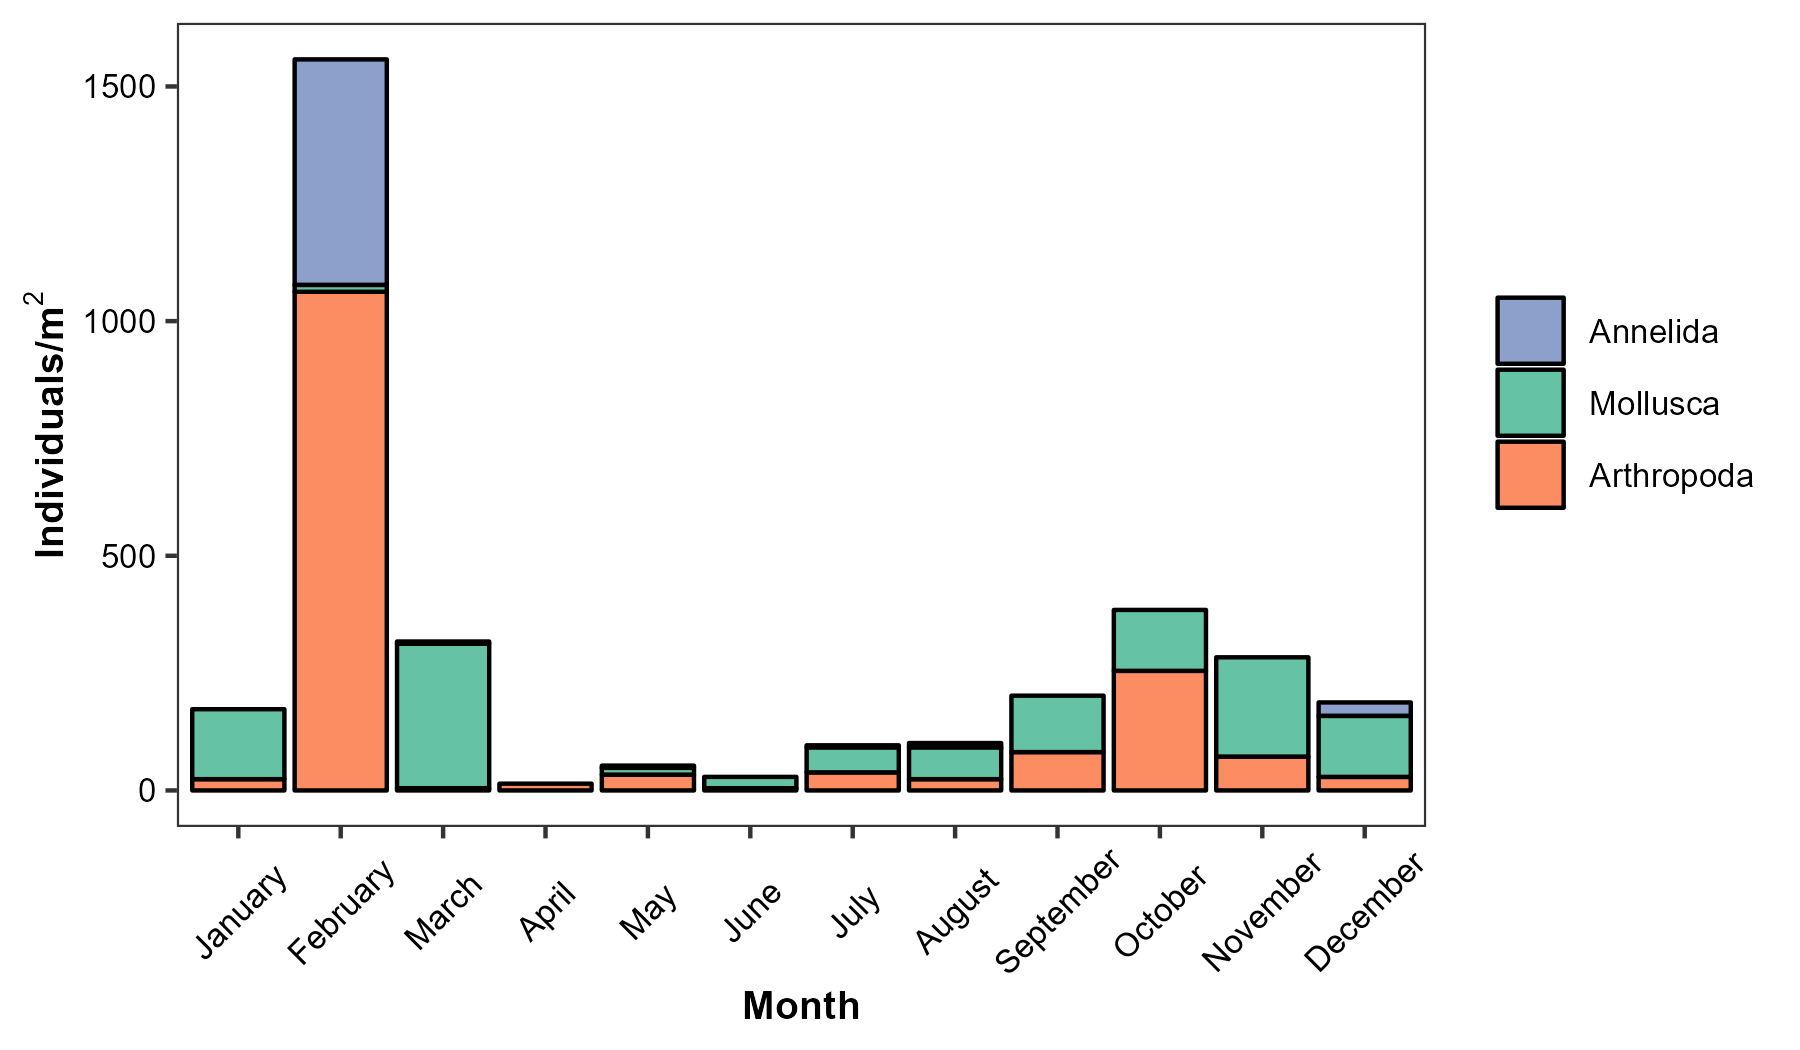 1500
1000
500
0
Individuals/m²
January
February
March
April
May
June
July
August
September
October
November
December
Month
Annelida
Mollusca
Arthropoda